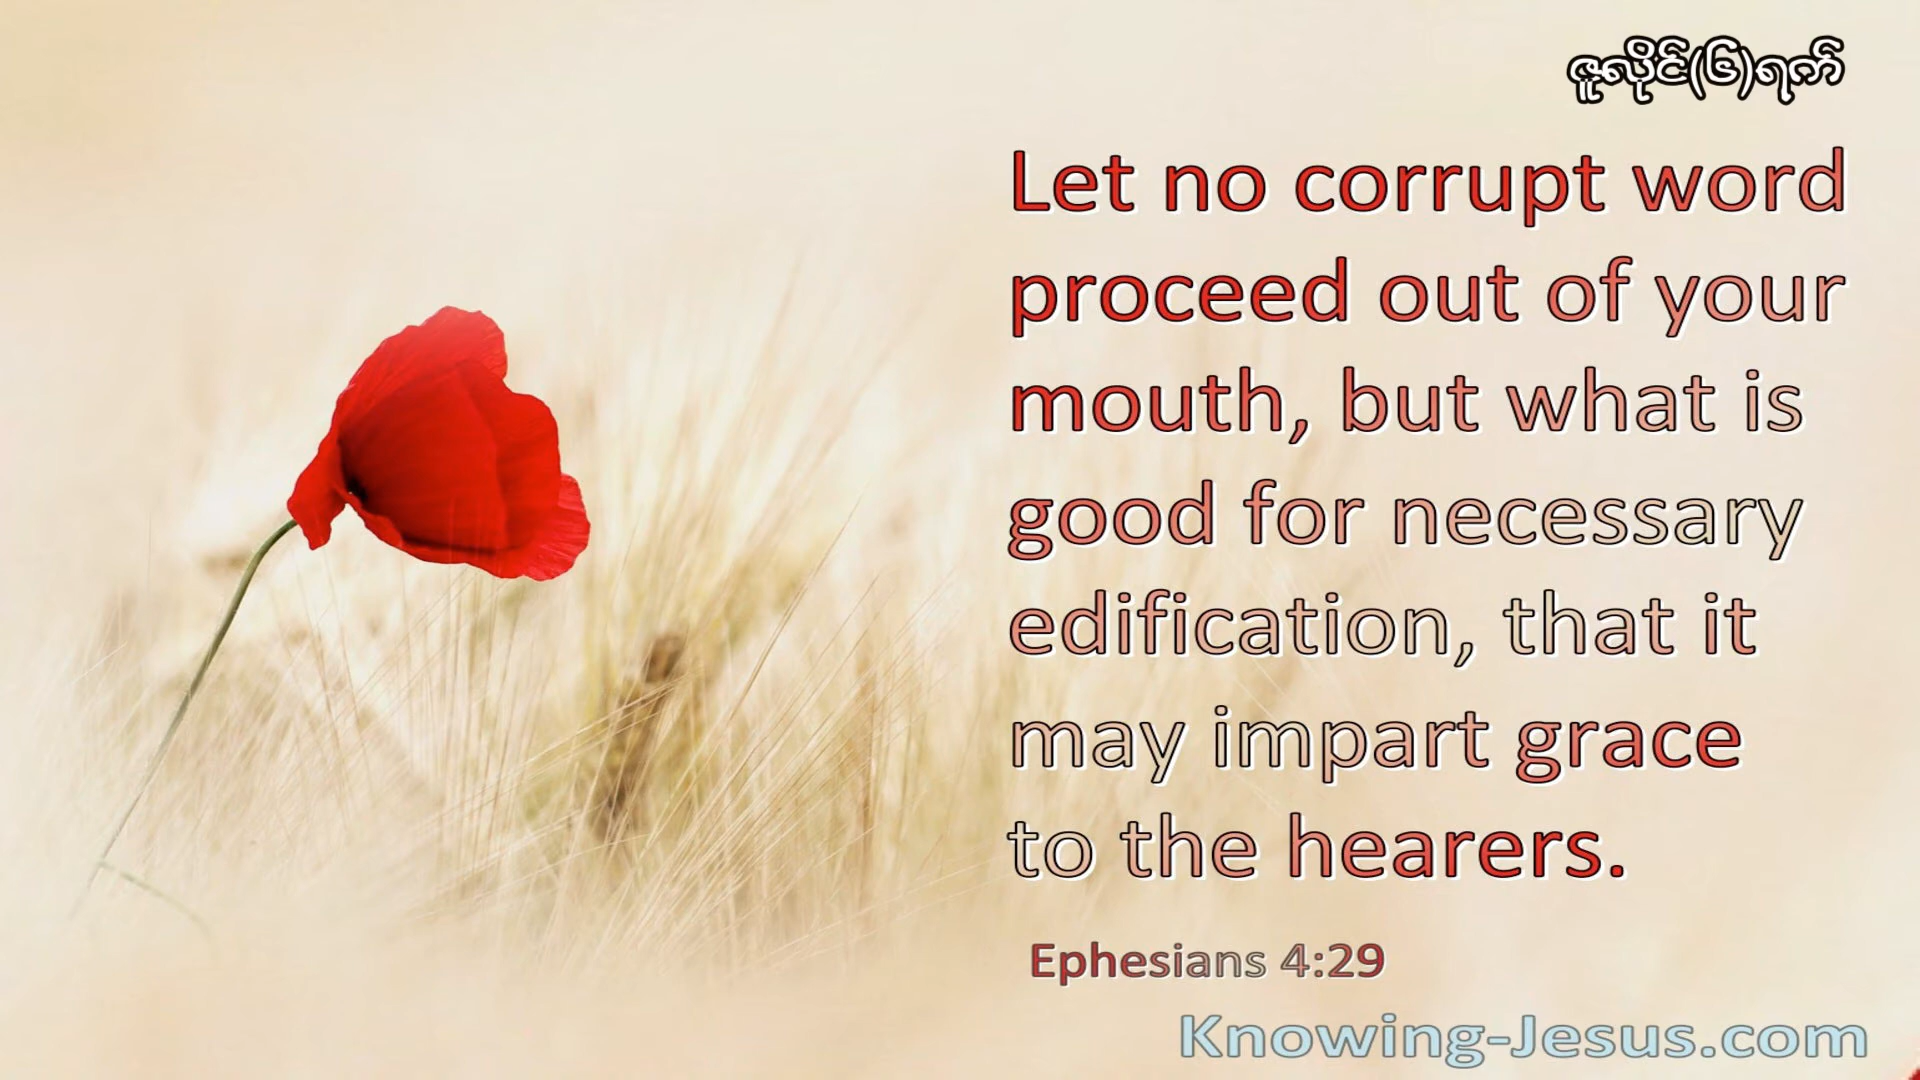 ဇူလိုင်(၆)ရက်
Let no corrupt word
proceed out of your
mouth, but what is
good for necessary
edification, that it
may impart grace
to the hearers.
Ephesians 4:29
Knowing-Jesus.com